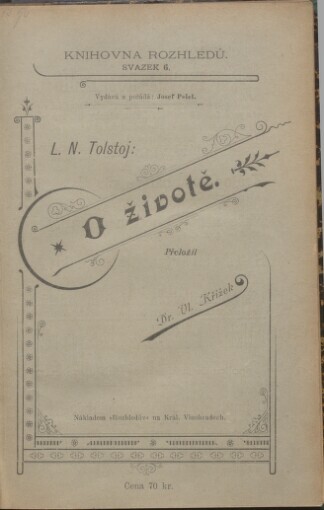 KNIHOVNA ROZHLEDŮ.
SVAZEK 6.
Vydává a pořádá: Josef Pelcl.
L. N. Tolstoj:
O životě.
Přeložil
Dr. Vl. Křížek
Nákladem »Rozhledů« na Král. Vinohradech.
Cena 70 kr.